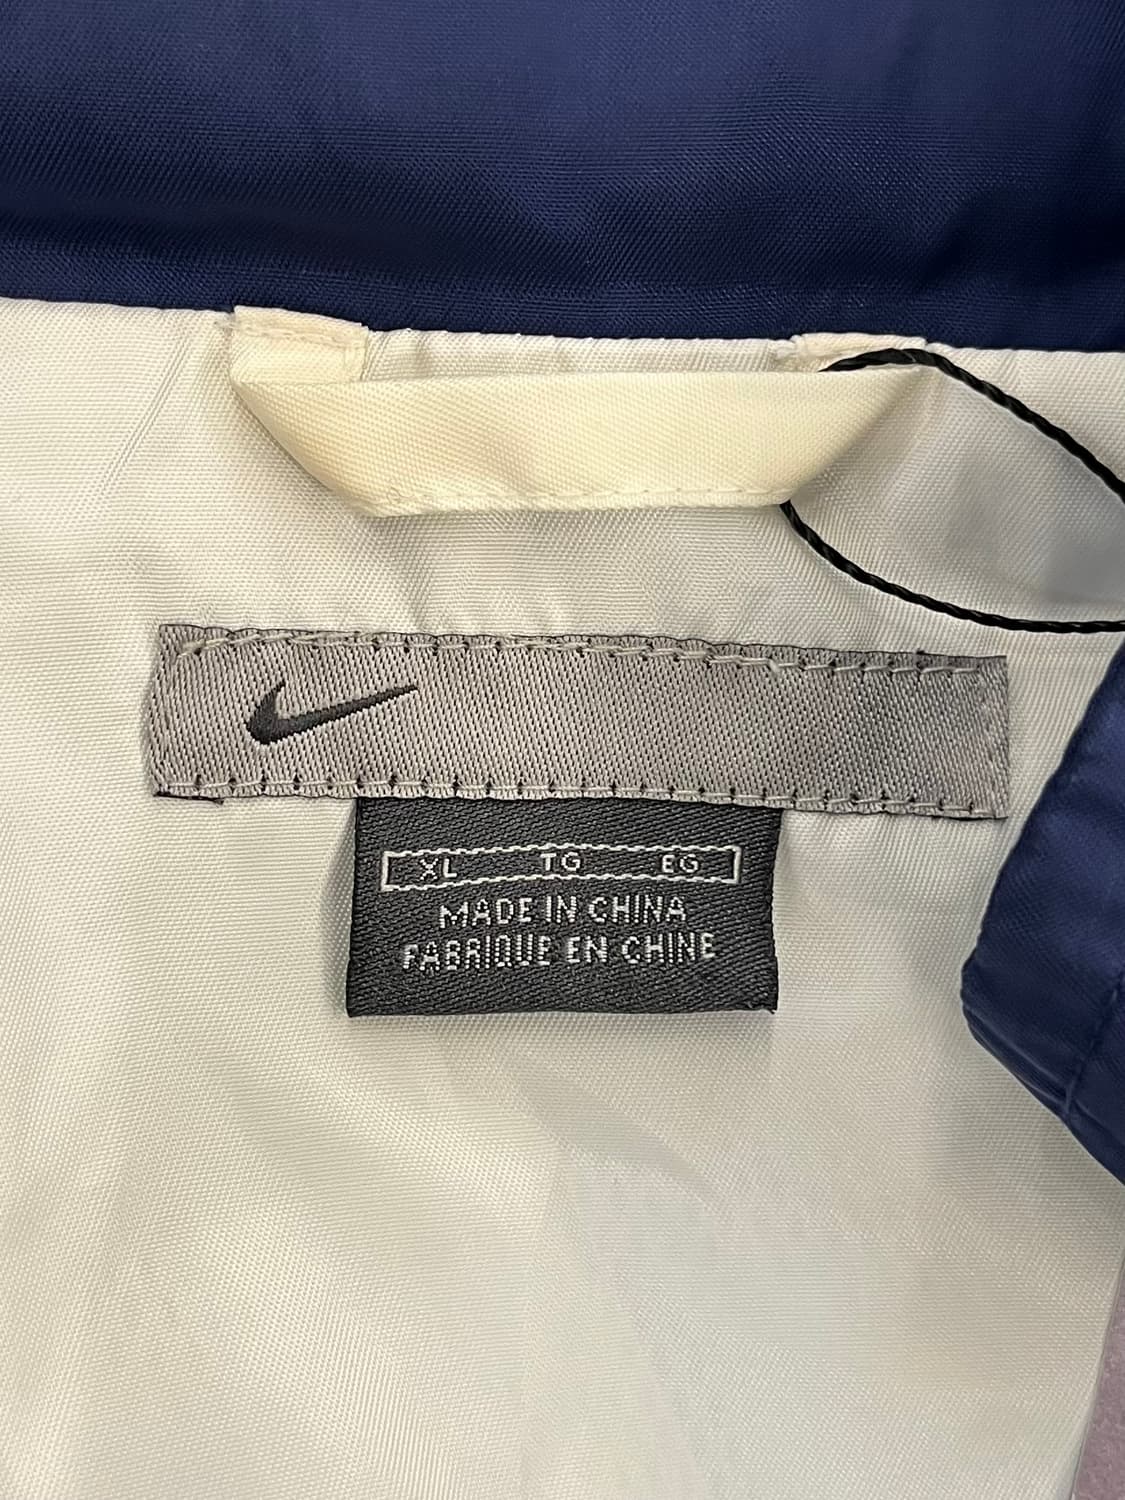 XL TG EG
MADE IN CHINA
FABRIQUE EN CHINE